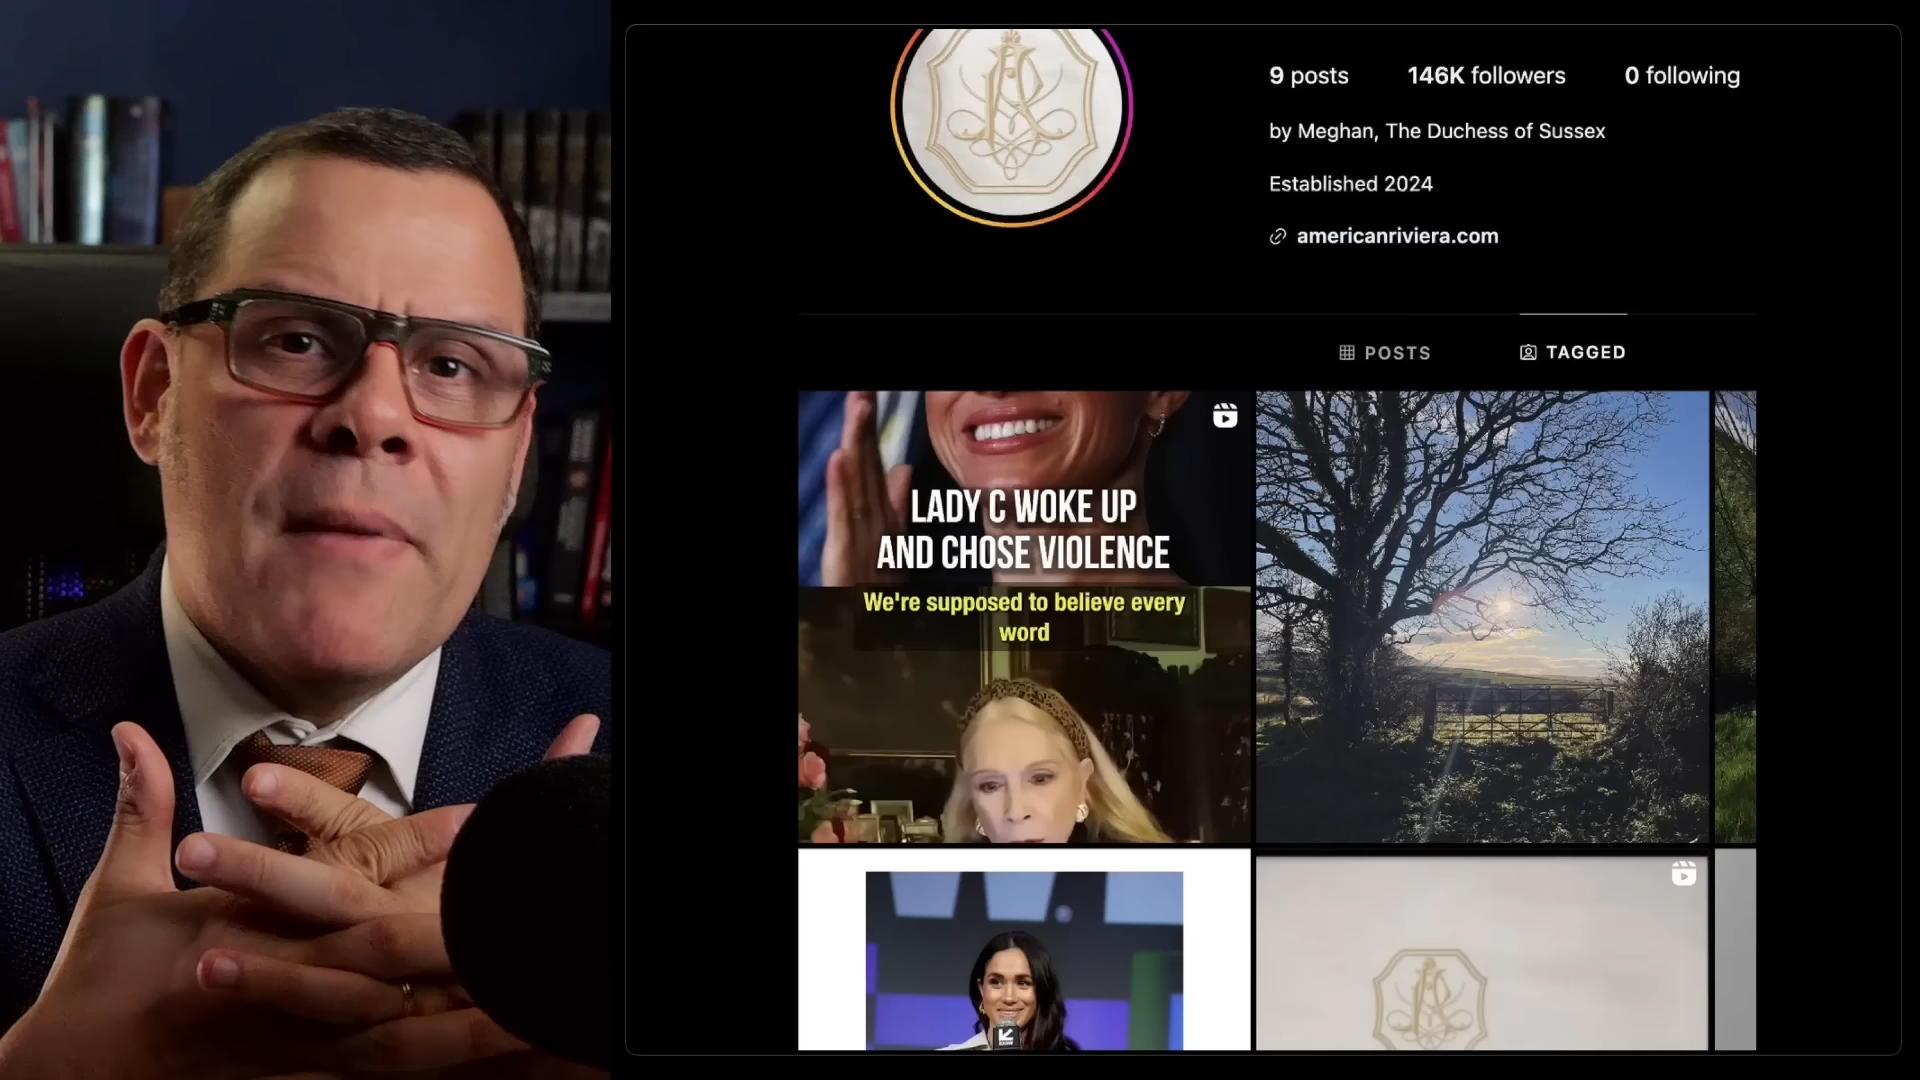 9 posts 146K followers 0 following
by Meghan, The Duchess of Sussex
Established 2024
americanriviera.com
POSTS TAGGED
LADY C WOKE UP
AND CHOSE VIOLENCE
We're supposed to believe every
word